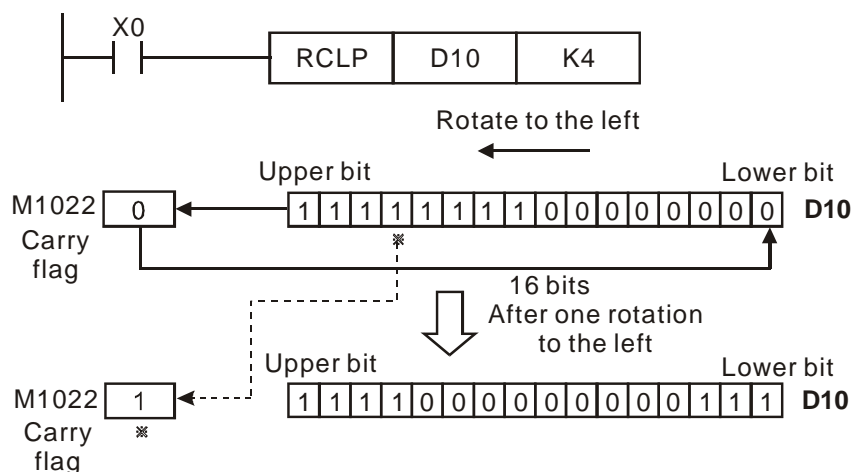 X0
RCLP D10 K4
Rotate to the left
Upper bit Lower bit
M1022 0 1 1 1 1 1 1 1 1 0 0 0 0 0 0 0 0 D10
Carry
flag
※
16 bits
After one rotation
to the left
Upper bit Lower bit
M1022 1 1 1 1 1 0 0 0 0 0 0 0 0 0 1 1 1 D10
Carry ※
flag